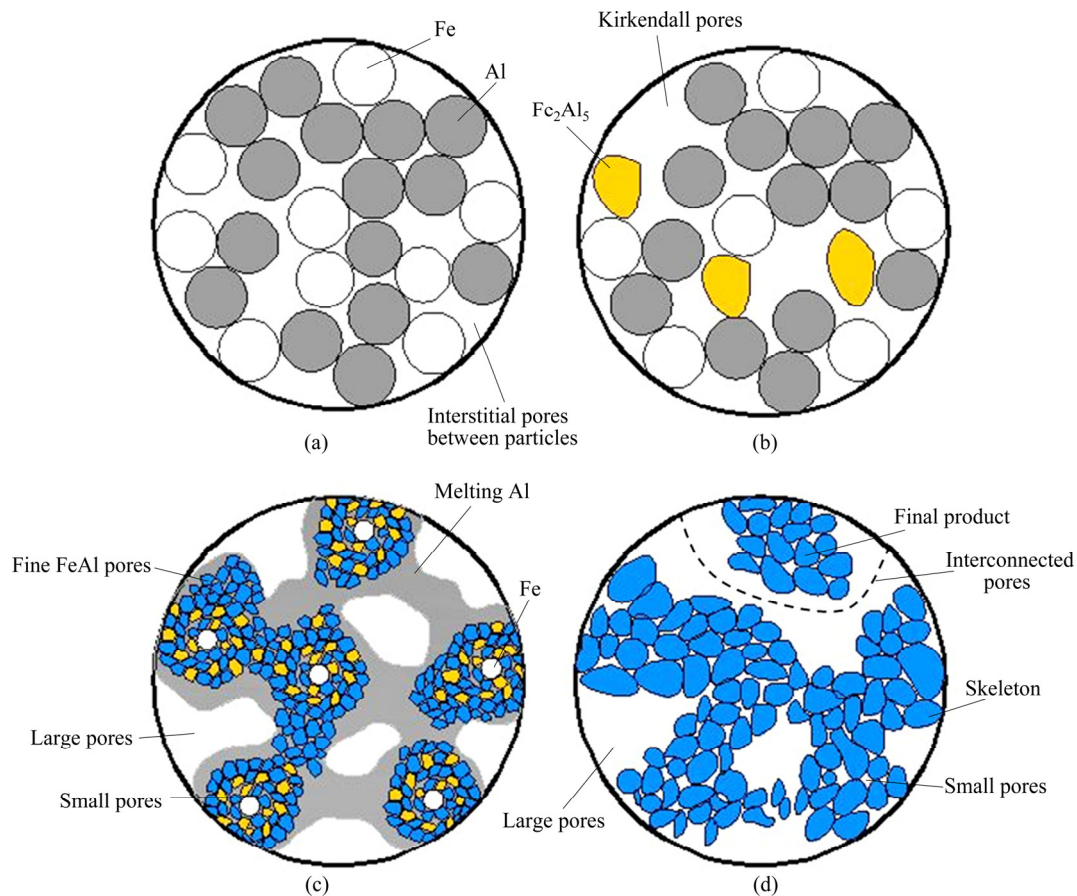 Fe
Al
Interstitial pores
between particles
(a)
Kirkendall pores
Fc₂Al₅
(b)
Melting Al
Fine FeAl pores
Fe
Large pores
Small pores
(c)
Final product
Interconnected
pores
Skeleton
Small pores
Large pores
(d)